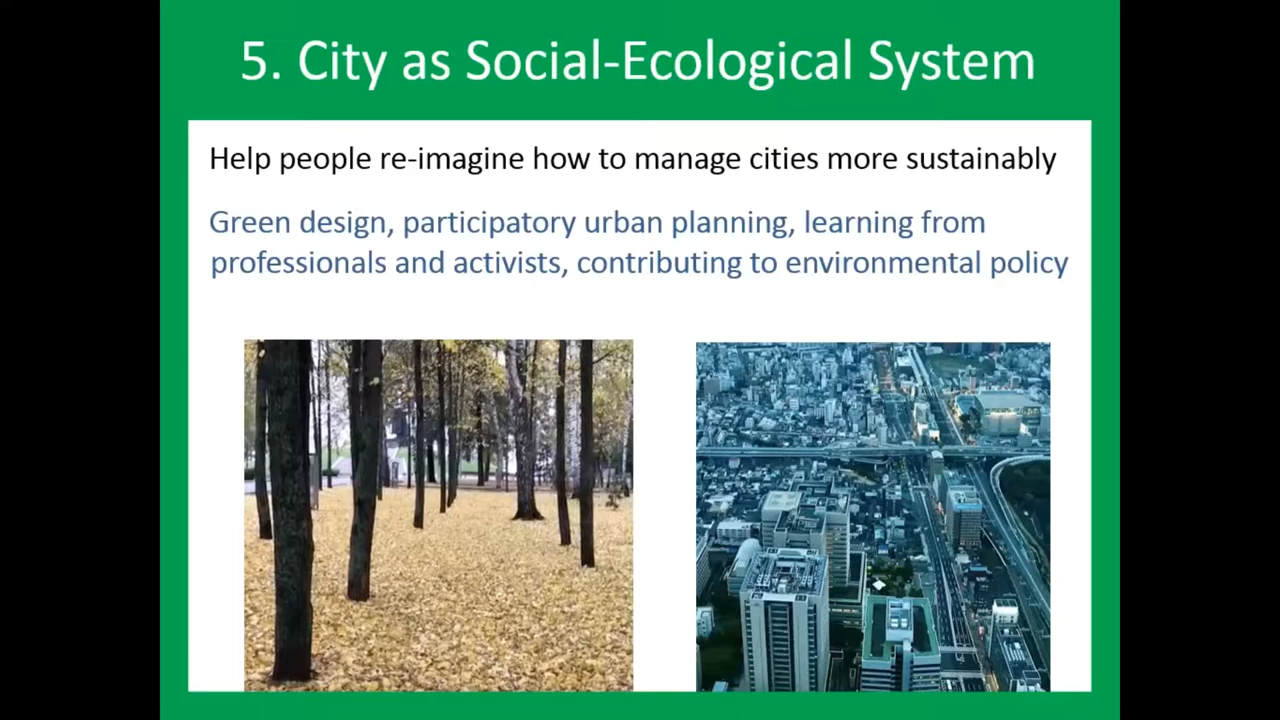 5. City as Social-Ecological System
Help people re-imagine how to manage cities more sustainably
Green design, participatory urban planning, learning from
professionals and activists, contributing to environmental policy